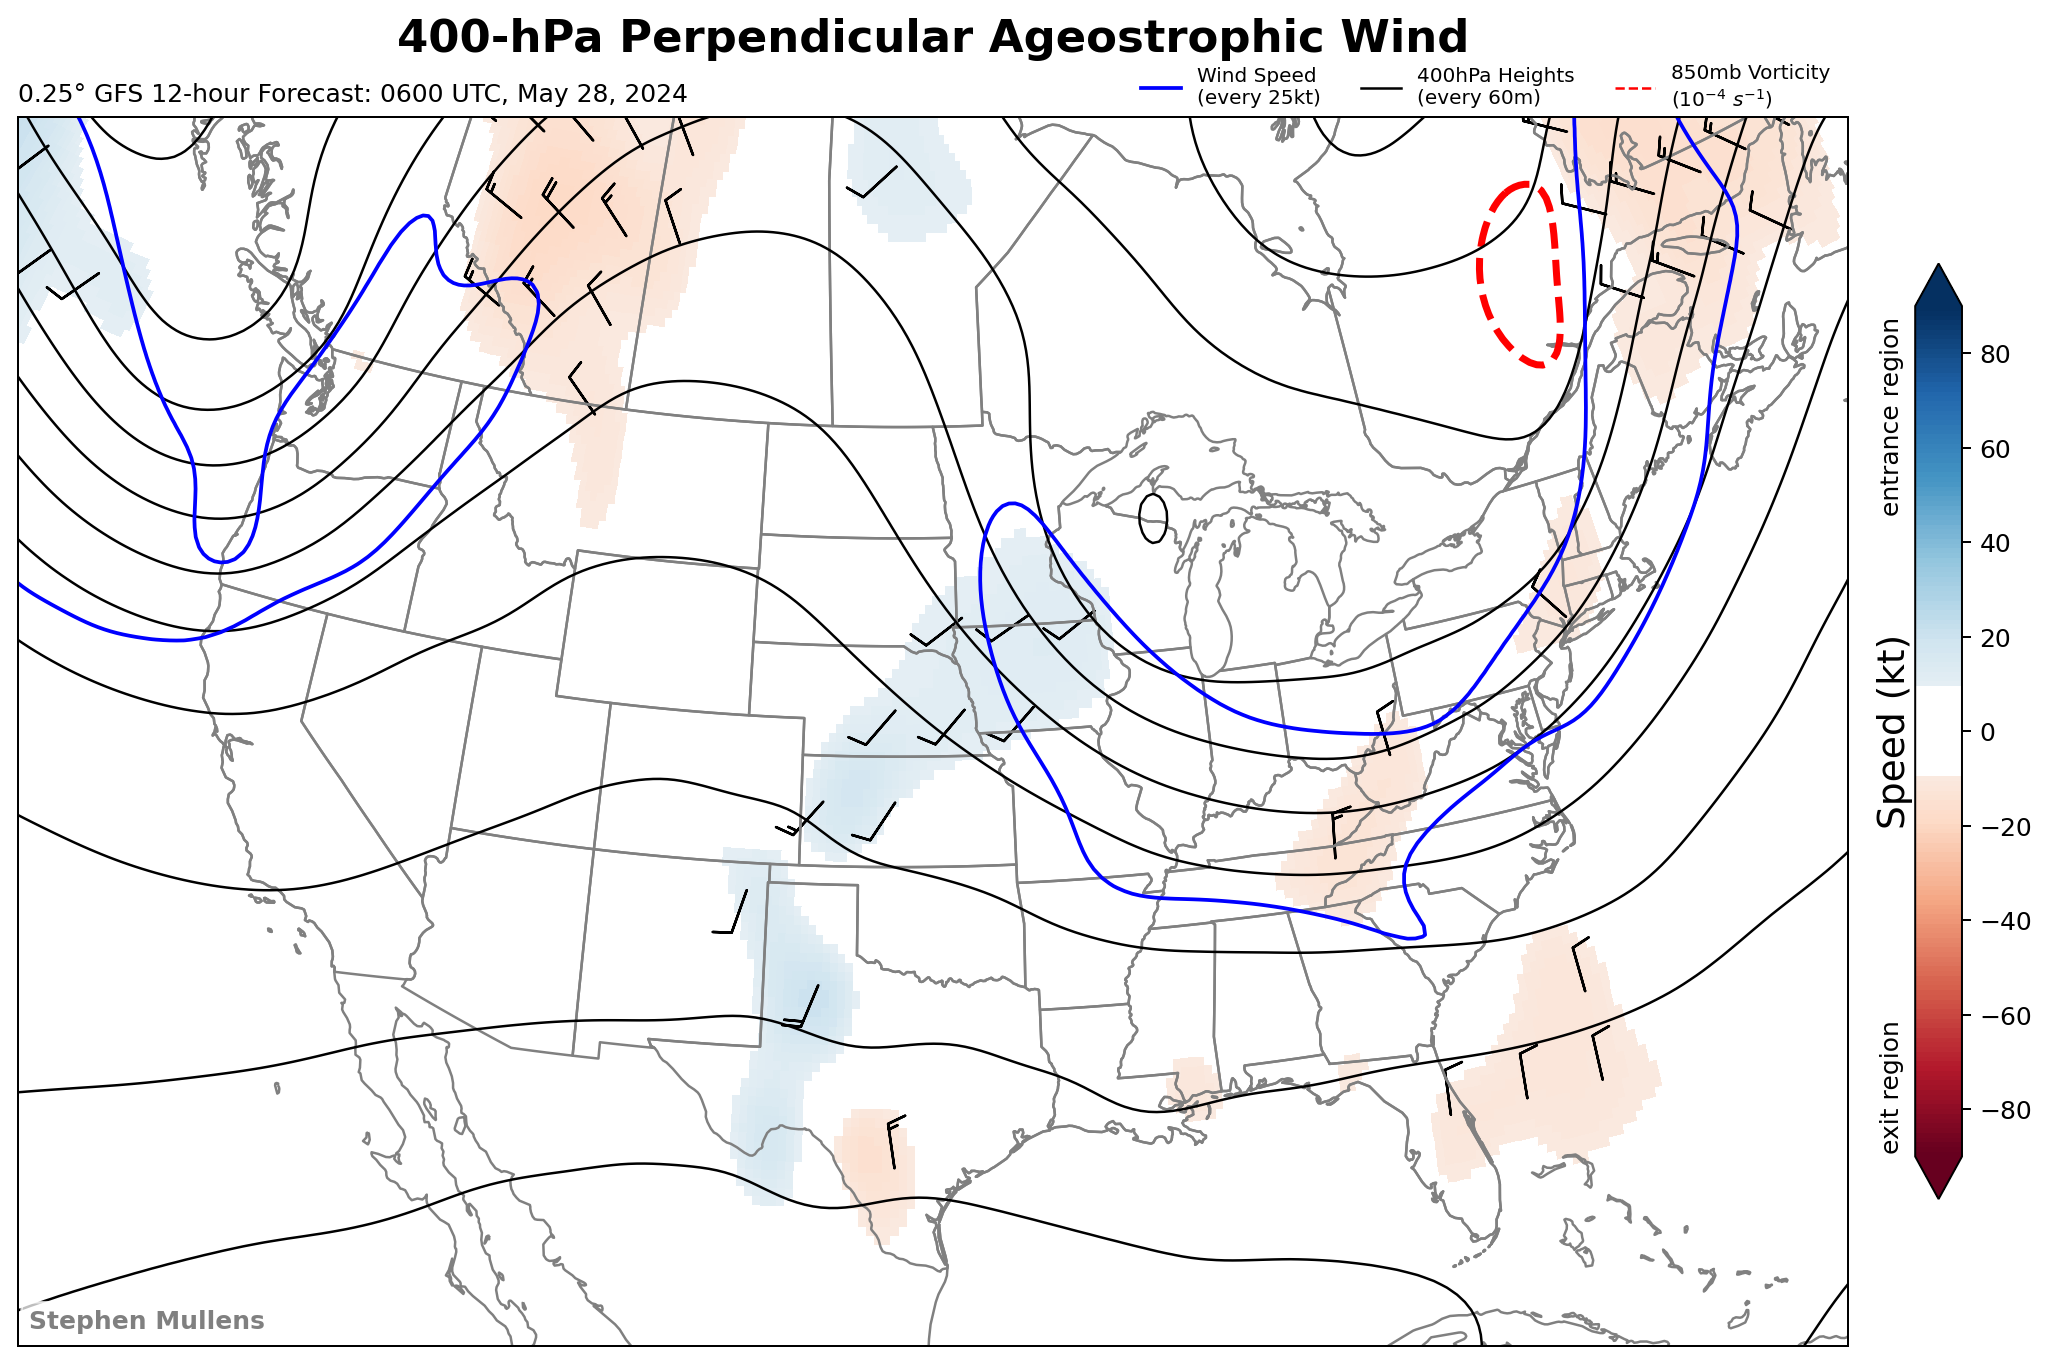 400-hPa Perpendicular Ageostrophic Wind
0.25° GFS 12-hour Forecast: 0600 UTC, May 28, 2024
Wind Speed
(every 25kt)
400hPa Heights
(every 60m)
850mb Vorticity
(10⁻⁴ s⁻¹)
entrance region
Speed (kt)
exit region
80
60
40
20
0
−20
−40
−60
−80
Stephen Mullens